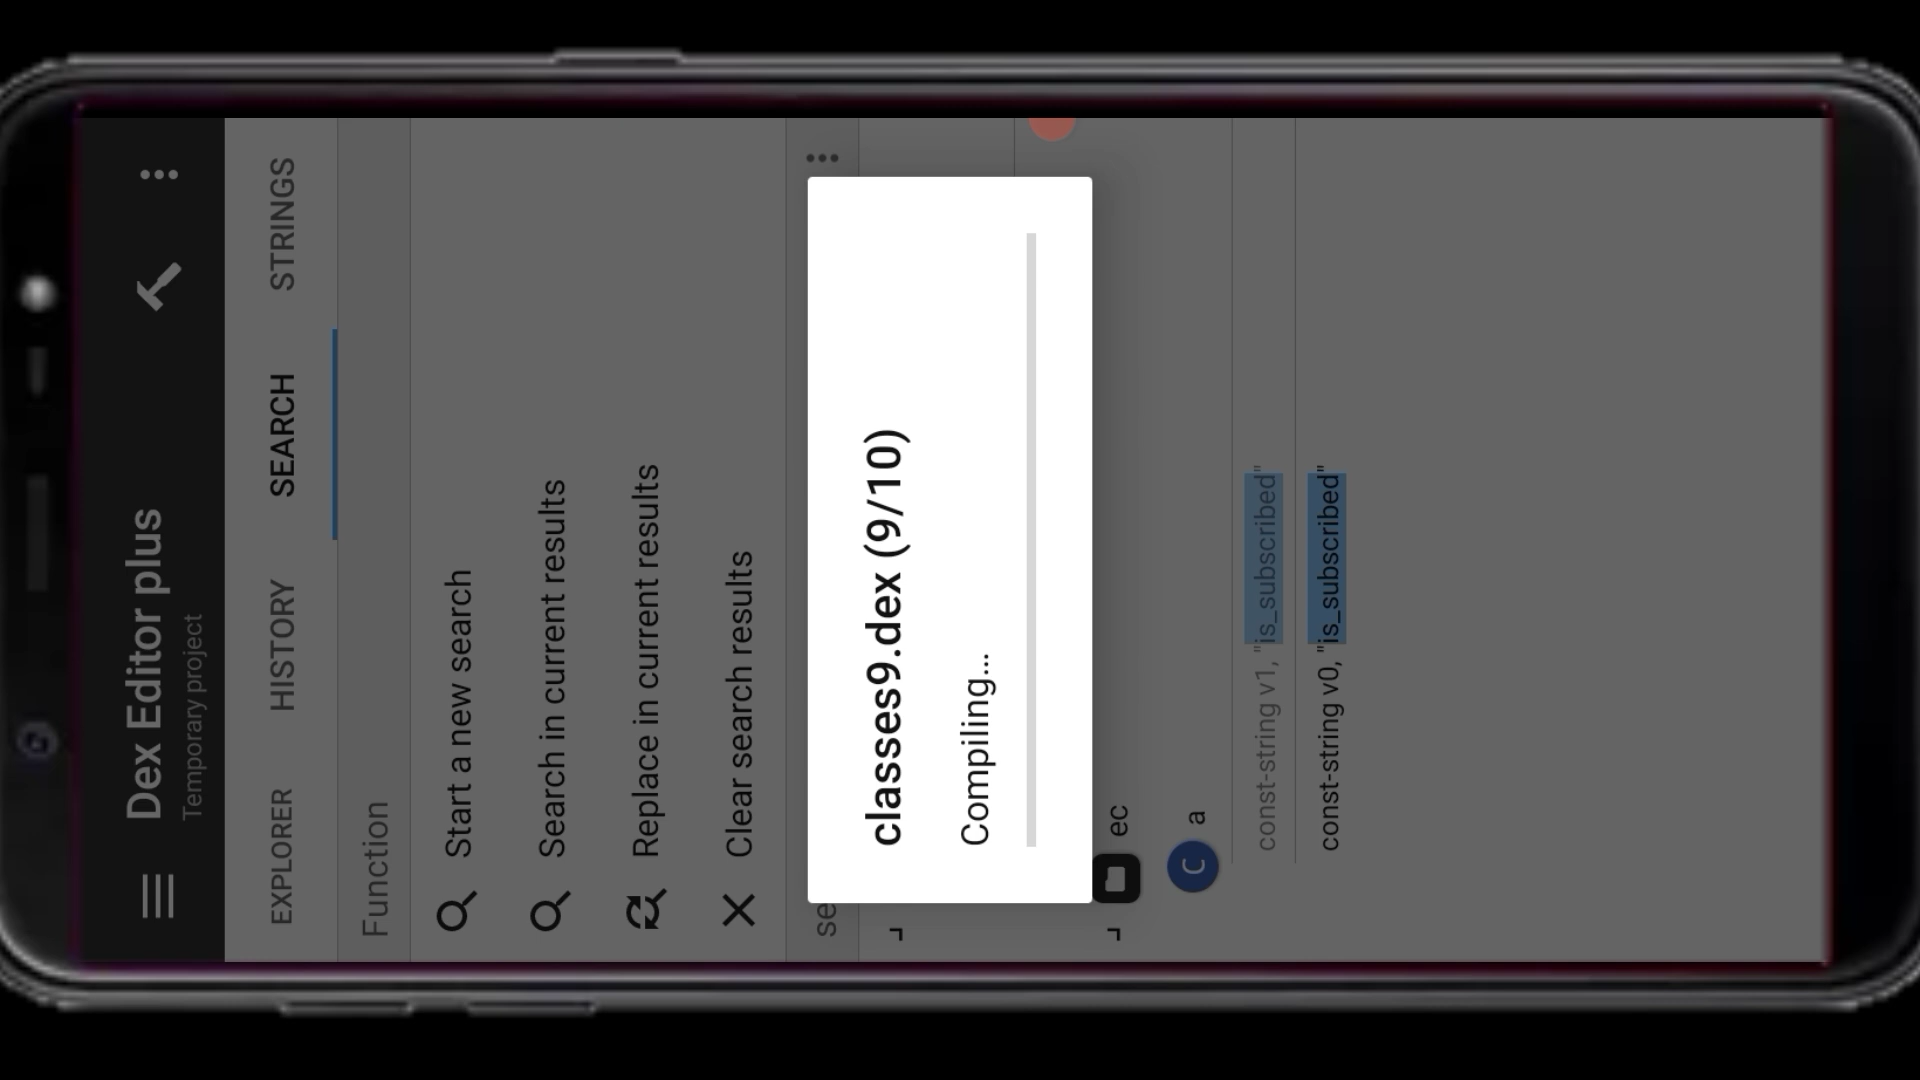 Dex Editor plus
Temporary project
EXPLORER
HISTORY
SEARCH
STRINGS
Function
Start a new search
Search in current results
Replace in current results
Clear search results
classes9.dex (9/10)
Compiling...
ec
C
a
const-string v1, "is_subscribed"
const-string v0, "is_subscribed"